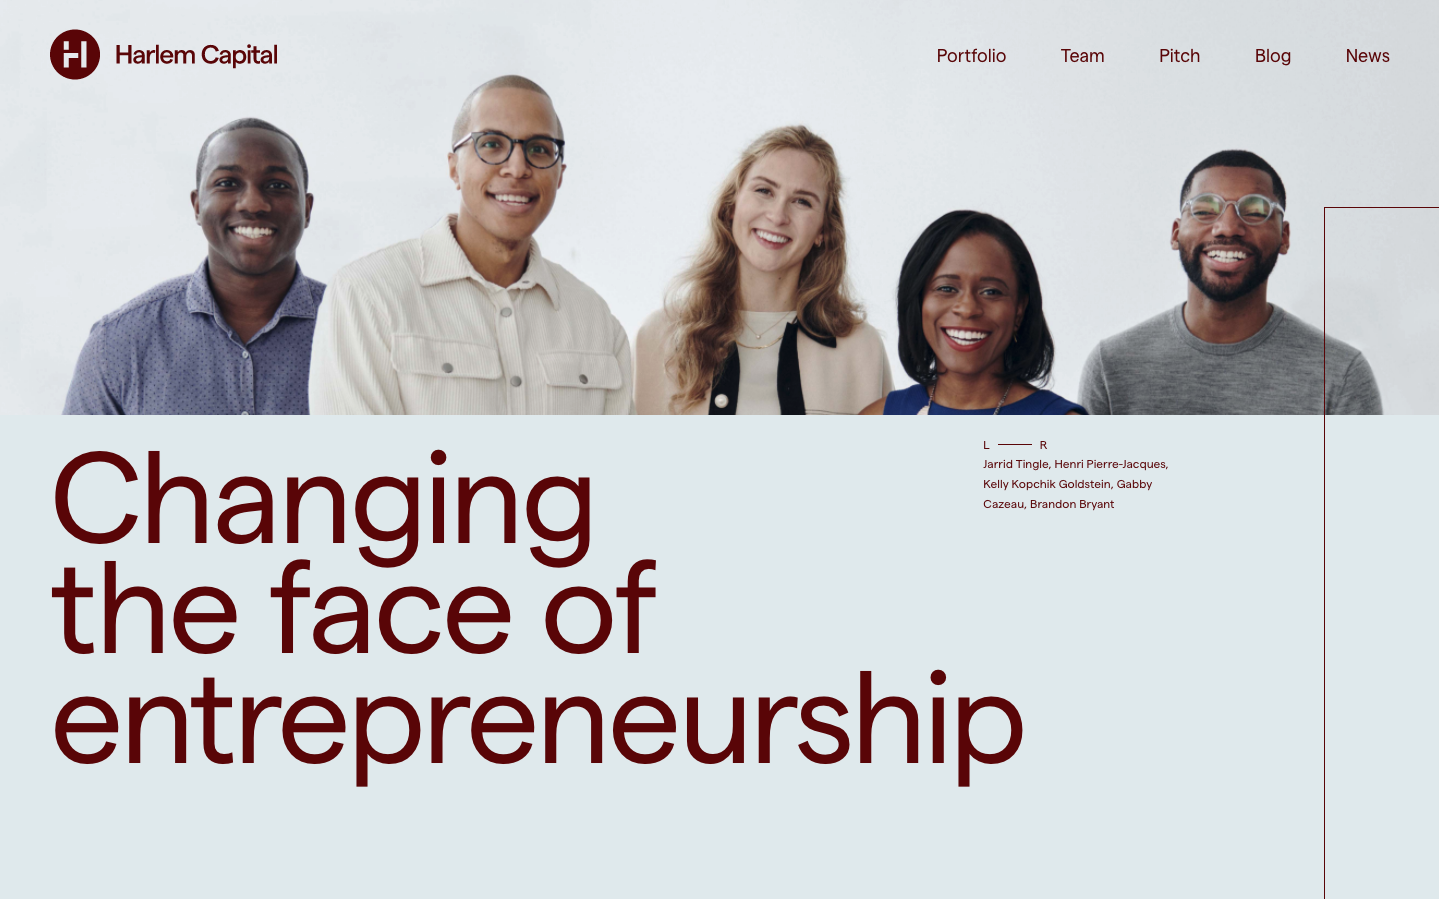 Harlem Capital
Portfolio
Team
Pitch
Blog
News
L R
Jarrid Tingle, Henri Pierre-Jacques,
Kelly Kopchik Goldstein, Gabby
Cazeau, Brandon Bryant
Changing
the face of
entrepreneurship